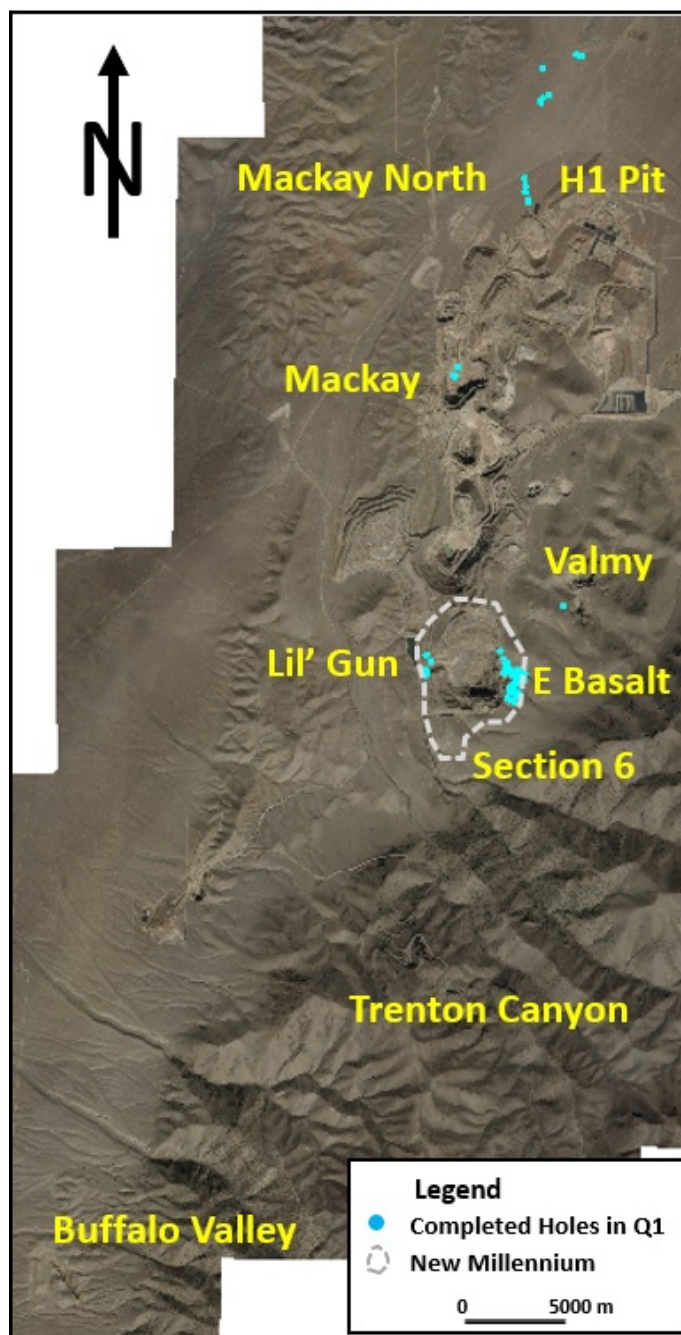 N
Mackay North
H1 Pit
Mackay
Valmy
Lil’ Gun
E Basalt
Section 6
Trenton Canyon
Buffalo Valley
Legend
Completed Holes in Q1
New Millennium
0 5000 m